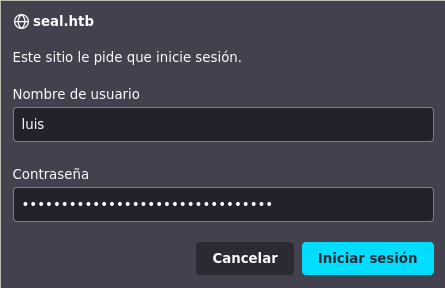 seal.htb
Este sitio le pide que inicie sesión.
Nombre de usuario
luis
Contraseña
••••••••••••••••••••••••••••••••
Cancelar Iniciar sesión